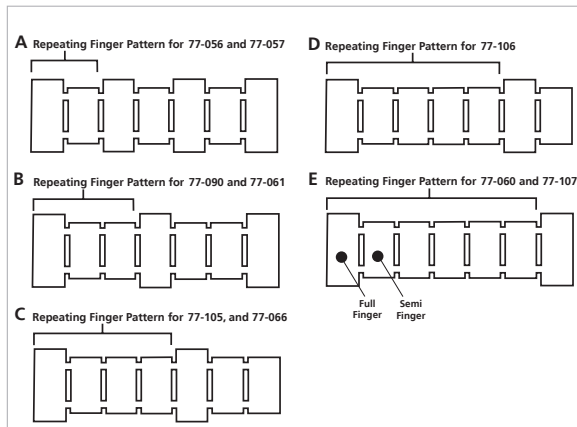 A Repeating Finger Pattern for 77-056 and 77-057
B Repeating Finger Pattern for 77-090 and 77-061
C Repeating Finger Pattern for 77-105, and 77-066
D Repeating Finger Pattern for 77-106
E Repeating Finger Pattern for 77-060 and 77-107
Full
Finger
Semi
Finger